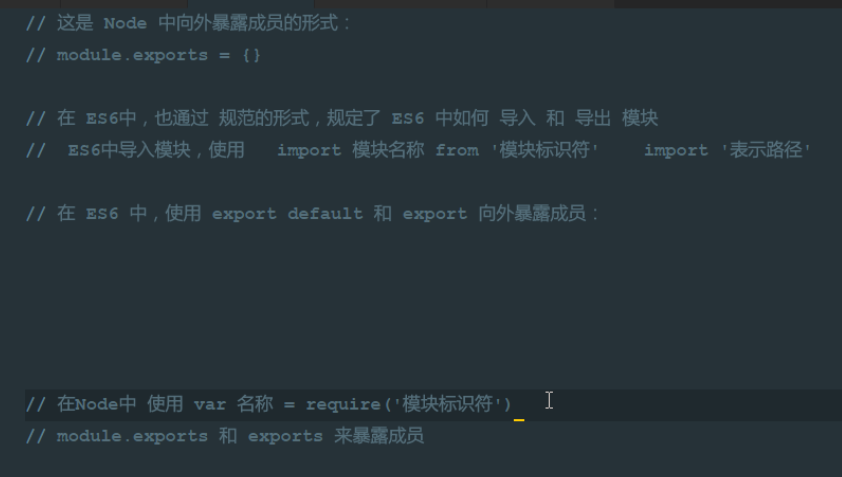 // 这是 Node 中向外暴露成员的形式：
// module.exports = {}
// 在 ES6中，也通过 规范的形式，规定了 ES6 中如何 导入 和 导出 模块
// ES6中导入模块，使用 import 模块名称 from '模块标识符' import '表示路径'
// 在 ES6 中，使用 export default 和 export 向外暴露成员：
// 在Node中 使用 var 名称 = require('模块标识符')
// module.exports 和 exports 来暴露成员